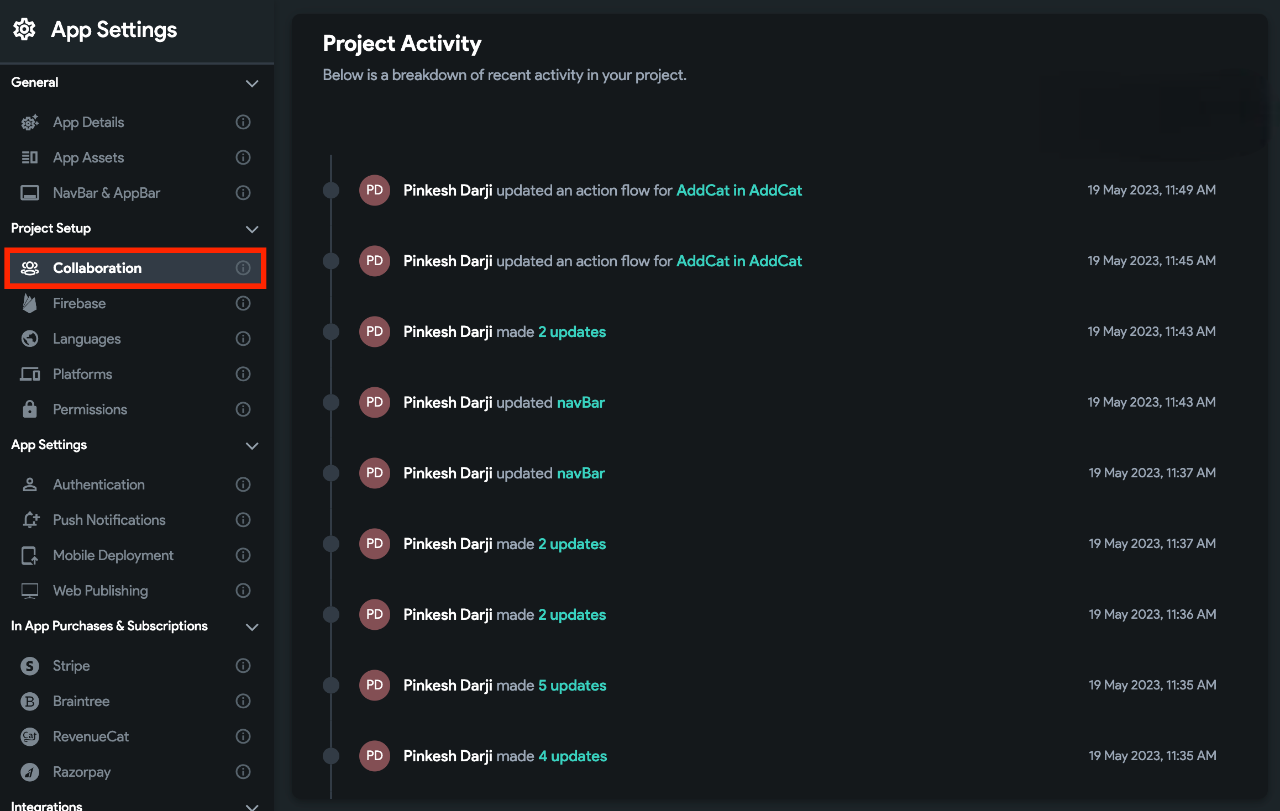 App Settings
General
App Details
App Assets
NavBar & AppBar
Project Setup
Collaboration
Firebase
Languages
Platforms
Permissions
App Settings
Authentication
Push Notifications
Mobile Deployment
Web Publishing
In App Purchases & Subscriptions
S Stripe
B Braintree
Cat RevenueCat
Razorpay
Integrations
Project Activity
Below is a breakdown of recent activity in your project.
PD Pinkesh Darji updated an action flow for AddCat in AddCat 19 May 2023, 11:49 AM
PD Pinkesh Darji updated an action flow for AddCat in AddCat 19 May 2023, 11:45 AM
PD Pinkesh Darji made 2 updates 19 May 2023, 11:43 AM
PD Pinkesh Darji updated navBar 19 May 2023, 11:43 AM
PD Pinkesh Darji updated navBar 19 May 2023, 11:37 AM
PD Pinkesh Darji made 2 updates 19 May 2023, 11:37 AM
PD Pinkesh Darji made 2 updates 19 May 2023, 11:36 AM
PD Pinkesh Darji made 5 updates 19 May 2023, 11:35 AM
PD Pinkesh Darji made 4 updates 19 May 2023, 11:35 AM